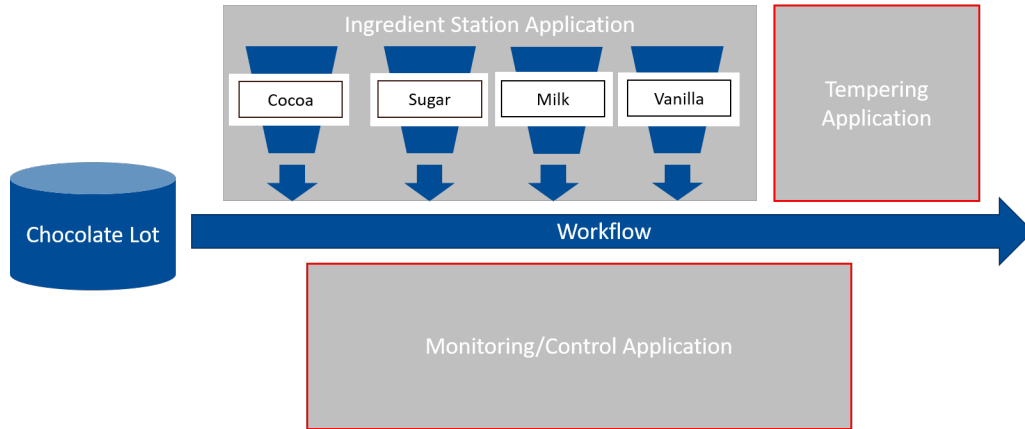 Ingredient Station Application
Cocoa
Sugar
Milk
Vanilla
Tempering
Application
Chocolate Lot
Workflow
Monitoring/Control Application